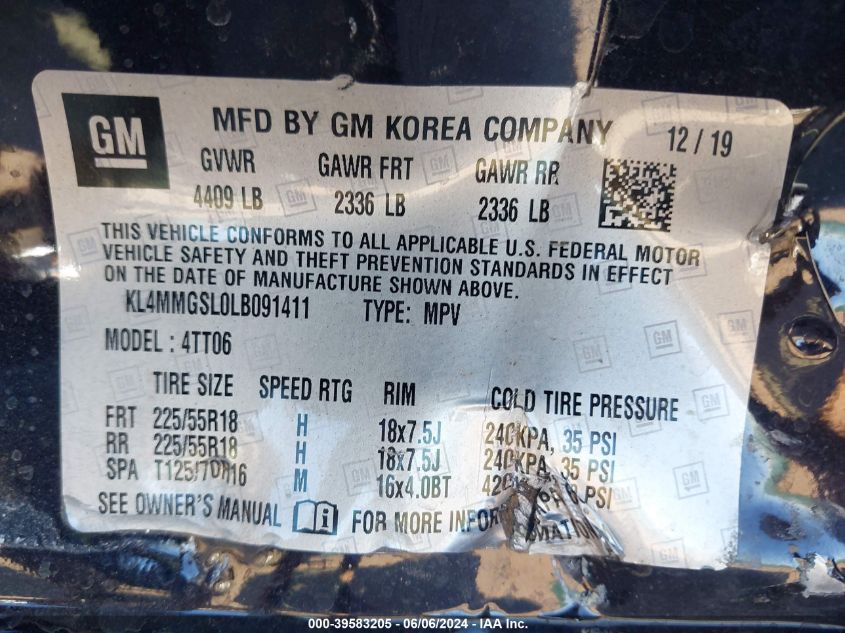 GM
MFD BY GM KOREA COMPANY 12/19
GVWR GAWR FRT GAWR RR
4409 LB 2336 LB 2336 LB
THIS VEHICLE CONFORMS TO ALL APPLICABLE U.S. FEDERAL MOTOR
VEHICLE SAFETY AND THEFT PREVENTION STANDARDS IN EFFECT
ON THE DATE OF MANUFACTURE SHOWN ABOVE.
KL4MMGSL0LB091411 TYPE: MPV
MODEL : 4TT06
TIRE SIZE SPEED RTG RIM COLD TIRE PRESSURE
FRT 225/55R18 H 18x7.5J 240KPA, 35 PSI
RR 225/55R18 H 18x7.5J 240KPA, 35 PSI
SPA T125/70R16 M 16x4.0BT PSI
SEE OWNER'S MANUAL i FOR MORE INFORMATION
000-39583205 - 06/06/2024 - IAA Inc.